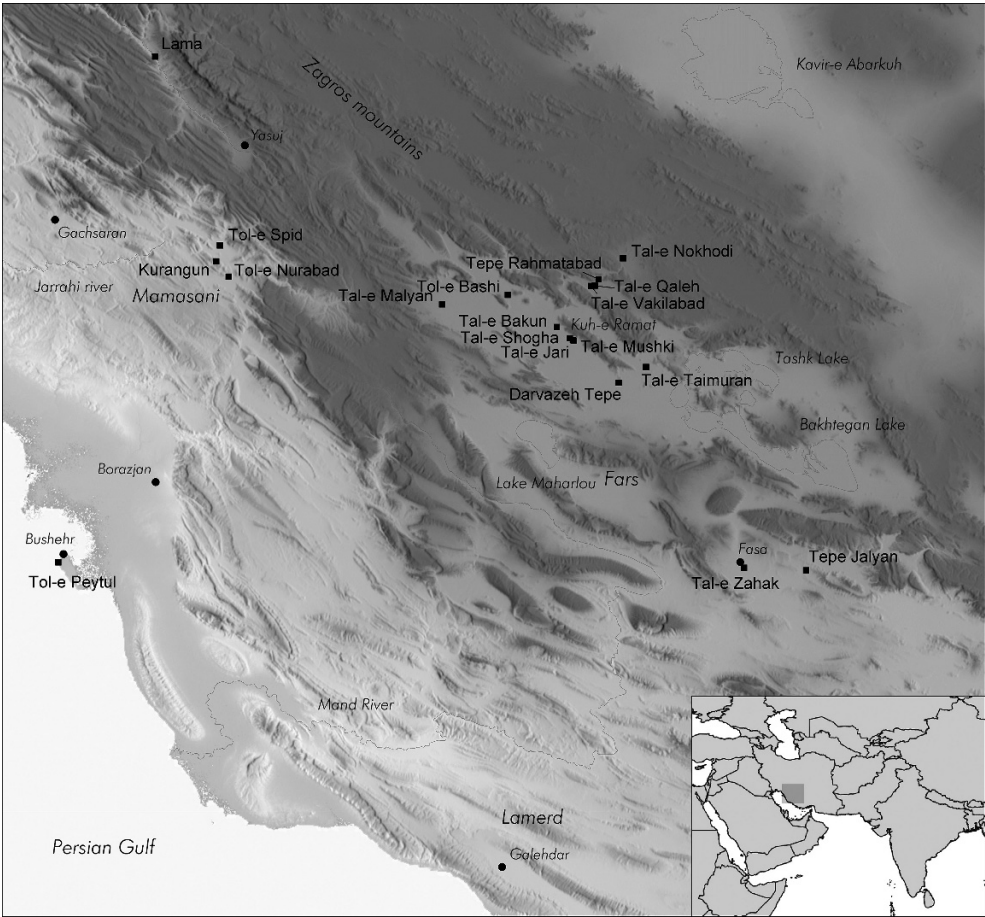 Lama
Kavir-e Abarkuh
Zagros mountains
Yasuj
Gachsaran
Tol-e Spid
Tal-e Nokhodi
Kurangun
Tol-e Nurabad
Tepe Rahmatabad
Jarrahi river
Mamasani
Tol-e Bashi
Tal-e Qaleh
Tal-e Malyan
Tal-e Vakilabad
Tal-e Bakun
Kuh-e Ramat
Tal-e Shogha
Tal-e Jari
Tal-e Mushki
Tashk Lake
Tal-e Taimuran
Darvazeh Tepe
Bakhtegan Lake
Borazjan
Lake Maharlou
Fars
Bushehr
Fasa
Tepe Jalyan
Tol-e Peytul
Tal-e Zahak
Mand River
Lamerd
Persian Gulf
Galehdar